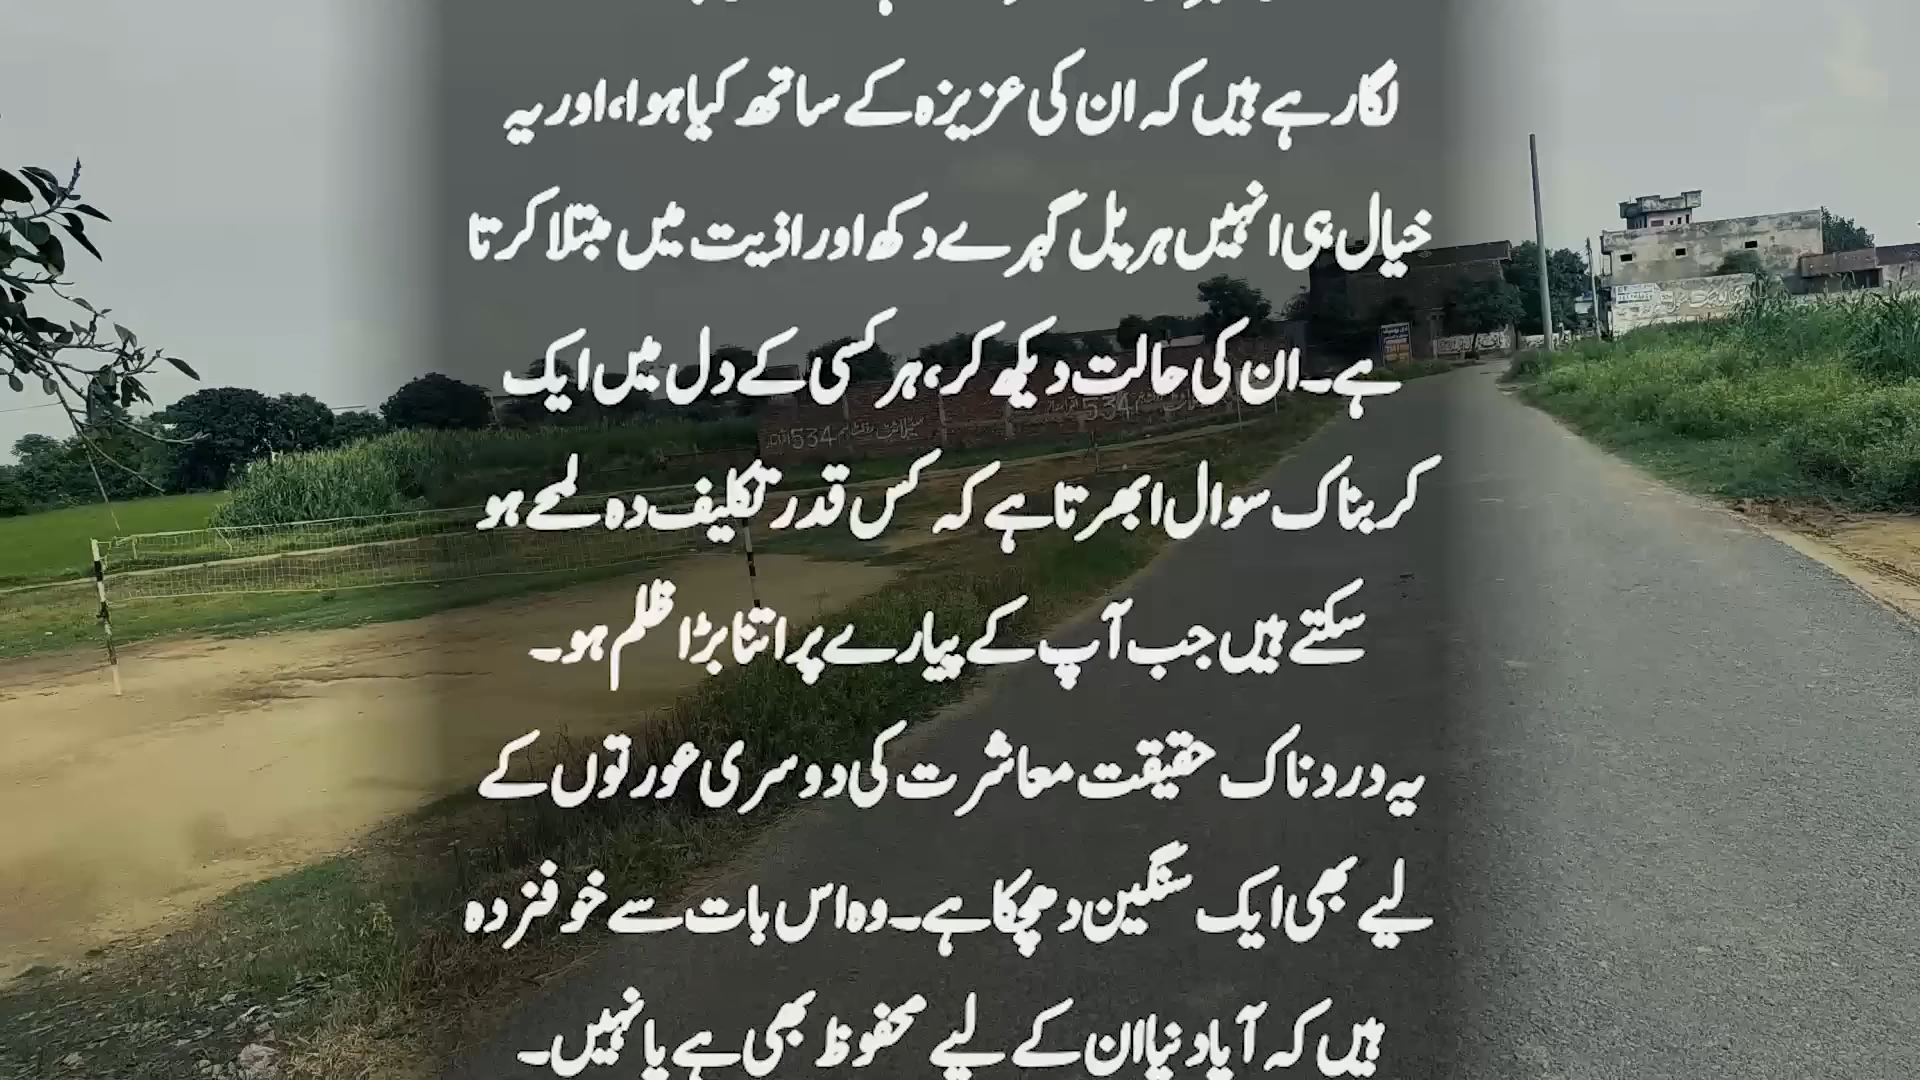 لگا رہے ہیں کہ ان کی عزیزہ کے ساتھ کیا ہوا، اور یہ
خیال ہی انہیں ہر پل گہرے دکھ اور اذیت میں مبتلا کرتا
ہے۔ ان کی حالت دیکھ کر، ہر کسی کے دل میں ایک
کربناک سوال ابھرتا ہے کہ کس قدر تکلیف دہ لمحے ہو
سکتے ہیں جب آپ کے پیارے پر اتنا بڑا ظلم ہو۔
یہ دردناک حقیقت معاشرت کی دوسری عورتوں کے
لیے بھی ایک سنگین دھچکا ہے۔ وہ اس بات سے خوفزدہ
ہیں کہ آیا دنیا ان کے لیے محفوظ بھی ہے یا نہیں۔
534
534